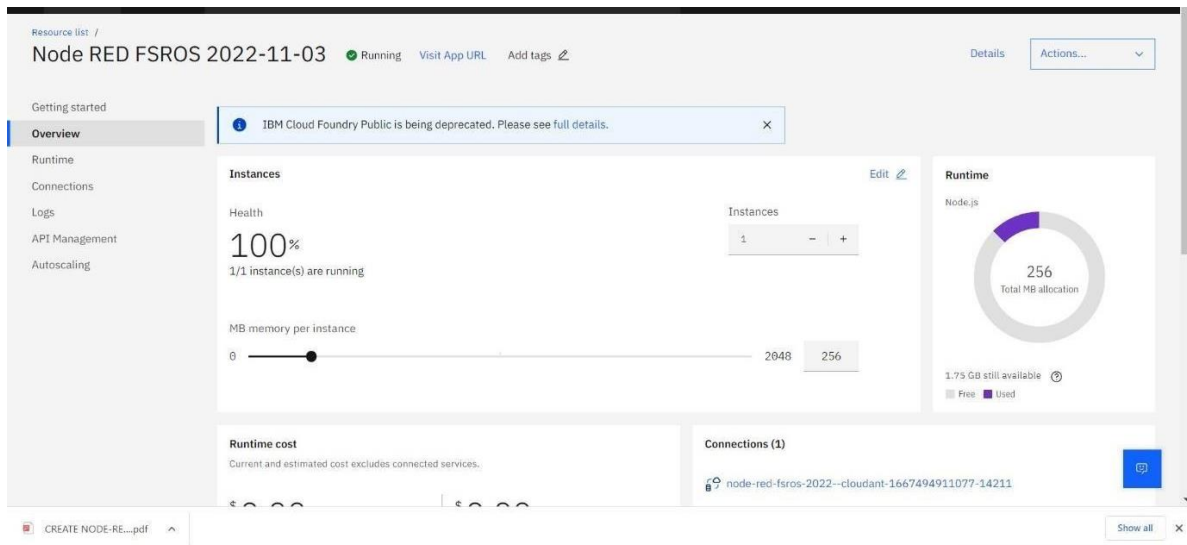 Resource list /
Node RED FSROS 2022-11-03 Running Visit App URL Add tags
Details Actions...
Getting started
Overview
Runtime
Connections
Logs
API Management
Autoscaling
IBM Cloud Foundry Public is being deprecated. Please see full details.
Instances Edit
Health
100%
1/1 instance(s) are running
Instances
1 - +
MB memory per instance
0 2048 256
Runtime
Node.js
256
Total MB allocation
1.75 GB still available
Free Used
Runtime cost
Current and estimated cost excludes connected services.
Connections (1)
node-red-fsros-2022--cloudant-1667494911077-14211
CREATE NODE-RE....pdf
Show all